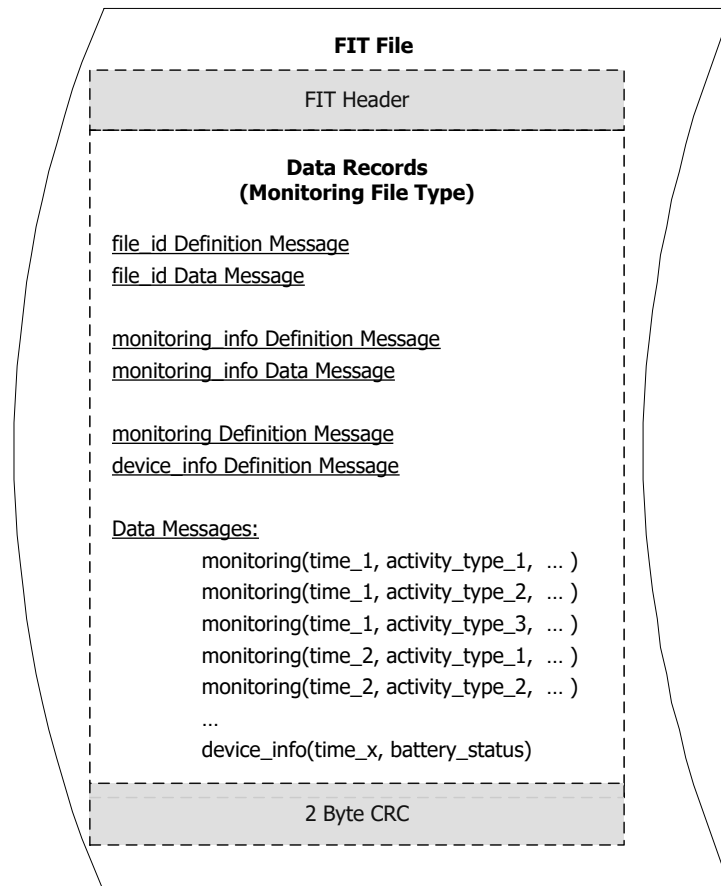 FIT File
FIT Header
Data Records
(Monitoring File Type)
file_id Definition Message
file_id Data Message
monitoring_info Definition Message
monitoring_info Data Message
monitoring Definition Message
device_info Definition Message
Data Messages:
monitoring(time_1, activity_type_1, … )
monitoring(time_1, activity_type_2, … )
monitoring(time_1, activity_type_3, … )
monitoring(time_2, activity_type_1, … )
monitoring(time_2, activity_type_2, … )
…
device_info(time_x, battery_status)
2 Byte CRC